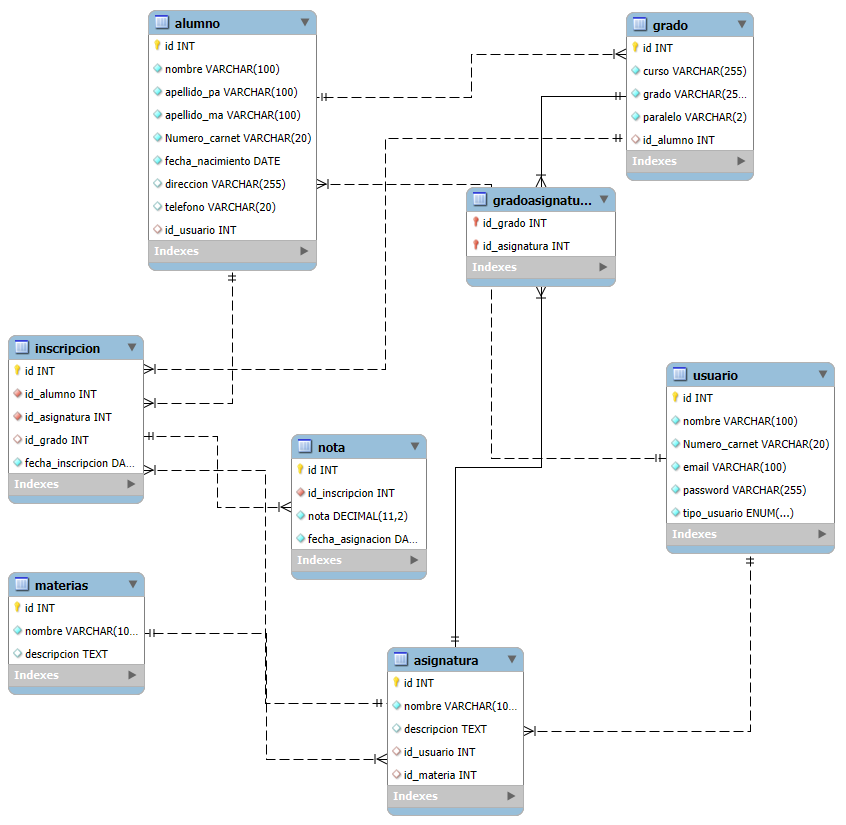 alumno
id INT
nombre VARCHAR(100)
apellido_pa VARCHAR(100)
apellido_ma VARCHAR(100)
Numero_carnet VARCHAR(20)
fecha_nacimiento DATE
direccion VARCHAR(255)
telefono VARCHAR(20)
id_usuario INT
Indexes
grado
id INT
curso VARCHAR(255)
grado VARCHAR(25...
paralelo VARCHAR(2)
id_alumno INT
Indexes
gradoasignatu...
id_grado INT
id_asignatura INT
Indexes
inscripcion
id INT
id_alumno INT
id_asignatura INT
id_grado INT
fecha_inscripcion DA...
Indexes
nota
id INT
id_inscripcion INT
nota DECIMAL(11,2)
fecha_asignacion DA...
Indexes
usuario
id INT
nombre VARCHAR(100)
Numero_carnet VARCHAR(20)
email VARCHAR(100)
password VARCHAR(255)
tipo_usuario ENUM(...)
Indexes
materias
id INT
nombre VARCHAR(10...
descripcion TEXT
Indexes
asignatura
id INT
nombre VARCHAR(10...
descripcion TEXT
id_usuario INT
id_materia INT
Indexes